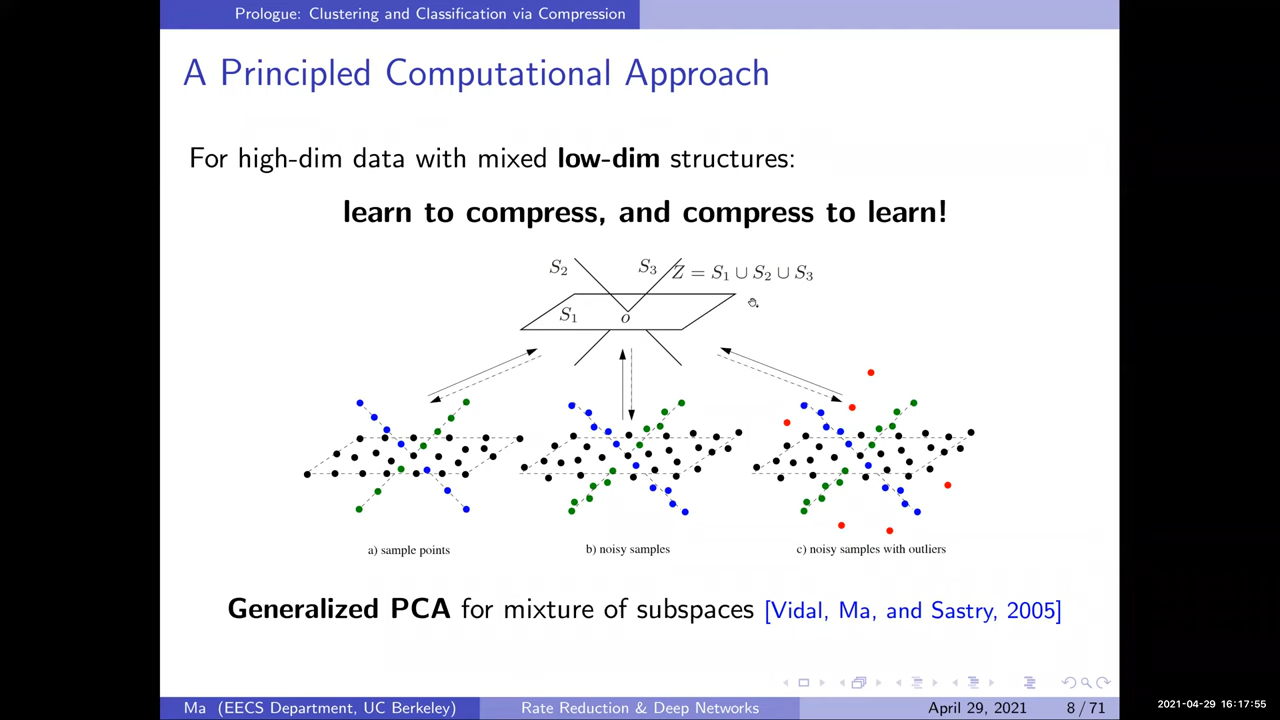 Prologue: Clustering and Classification via Compression
A Principled Computational Approach
For high-dim data with mixed low-dim structures:
learn to compress, and compress to learn!
S₂
S₃
Z = S₁ ∪ S₂ ∪ S₃
S₁
o
a) sample points
b) noisy samples
c) noisy samples with outliers
Generalized PCA for mixture of subspaces [Vidal, Ma, and Sastry, 2005]
Ma (EECS Department, UC Berkeley)
Rate Reduction & Deep Networks
April 29, 2021
8 / 71
2021-04-29 16:17:55